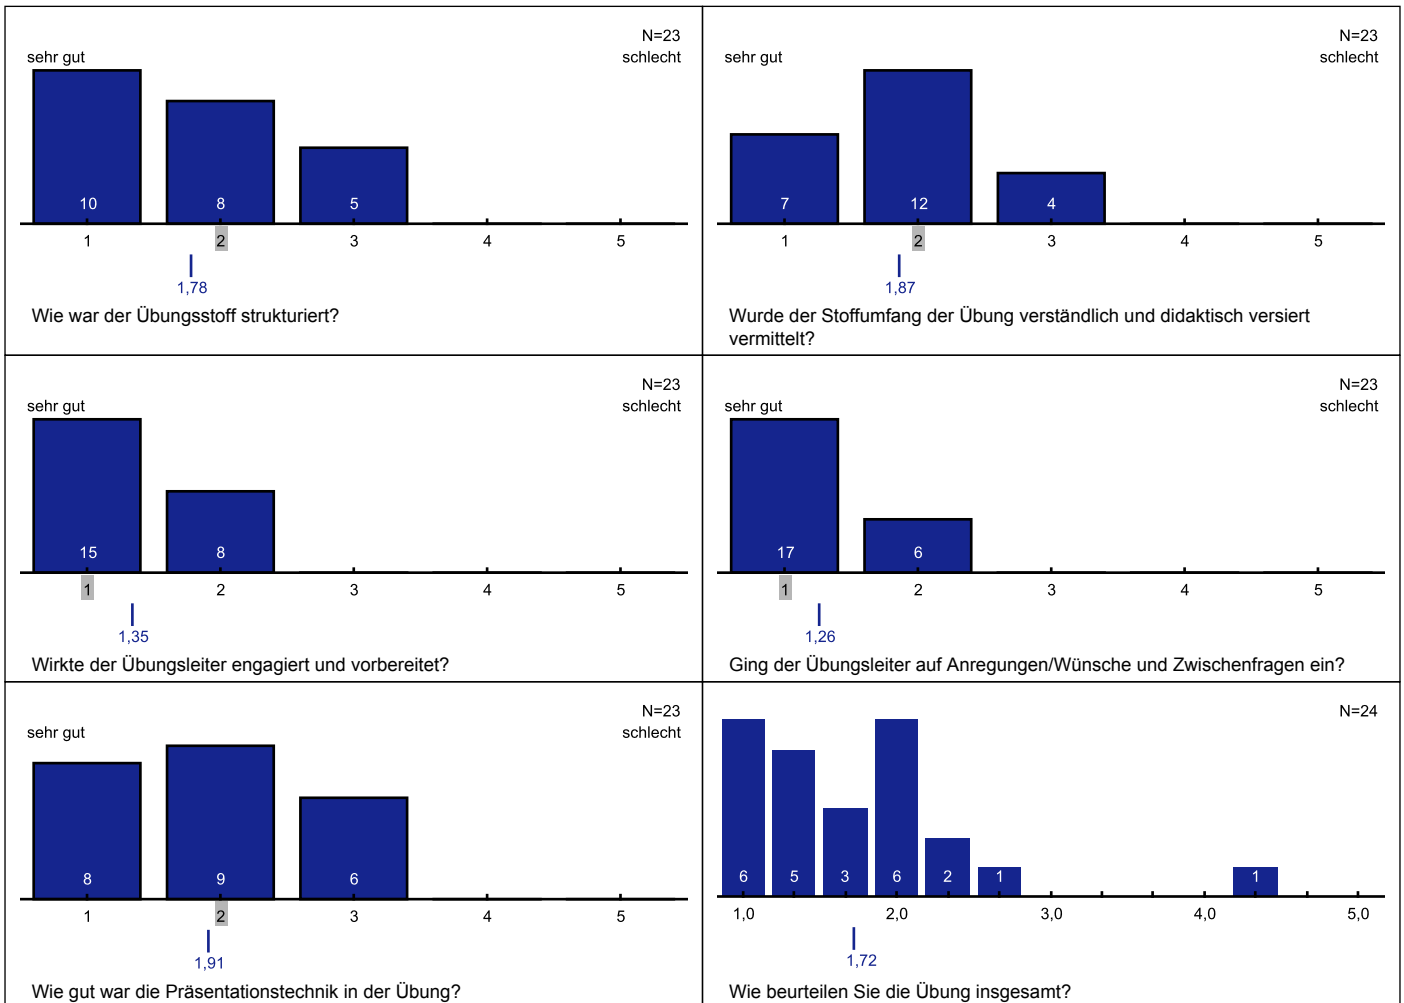 N=23
sehr gut schlecht
10 8 5
1 2 3 4 5
1,78
Wie war der Übungsstoff strukturiert?
N=23
sehr gut schlecht
7 12 4
1 2 3 4 5
1,87
Wurde der Stoffumfang der Übung verständlich und didaktisch versiert
vermittelt?
N=23
sehr gut schlecht
15 8
1 2 3 4 5
1,35
Wirkte der Übungsleiter engagiert und vorbereitet?
N=23
sehr gut schlecht
17 6
1 2 3 4 5
1,26
Ging der Übungsleiter auf Anregungen/Wünsche und Zwischenfragen ein?
N=23
sehr gut schlecht
8 9 6
1 2 3 4 5
1,91
Wie gut war die Präsentationstechnik in der Übung?
N=24
6 5 3 6 2 1 1
1,0 2,0 3,0 4,0 5,0
1,72
Wie beurteilen Sie die Übung insgesamt?